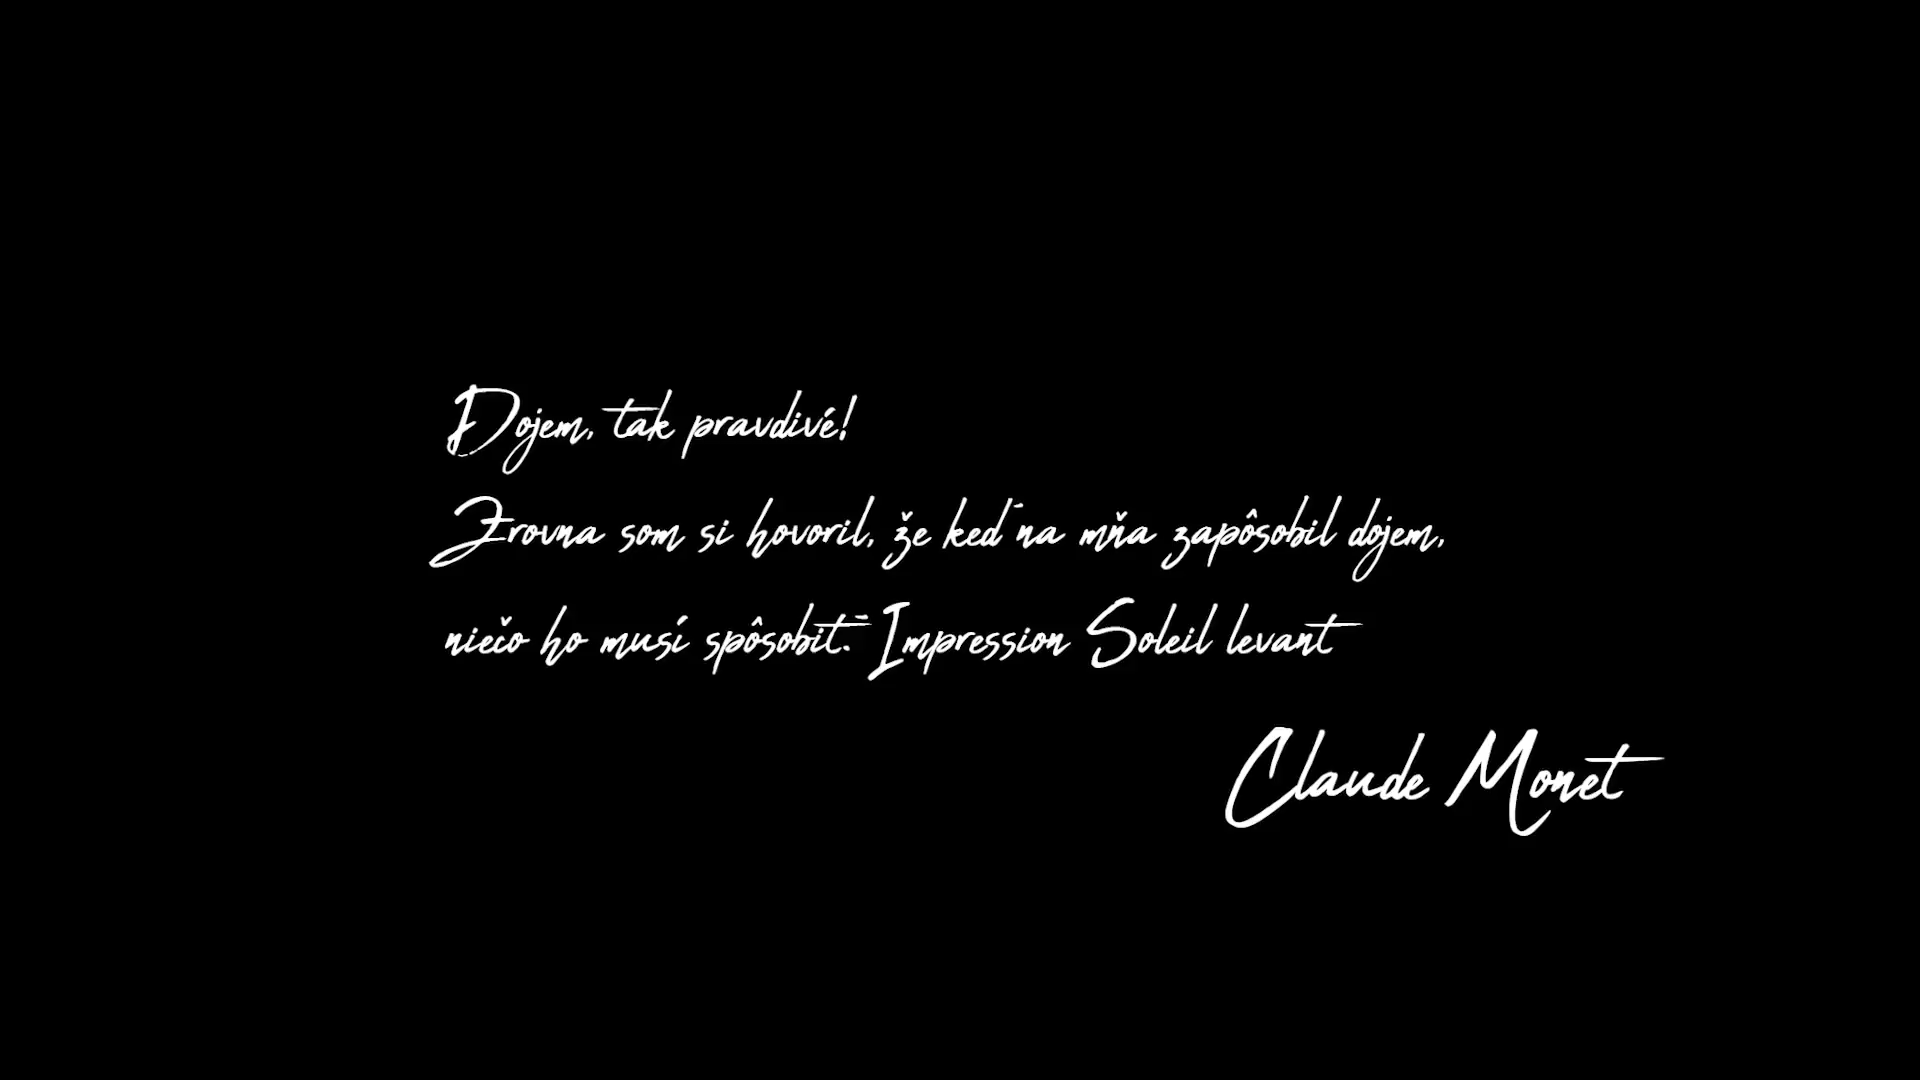 Dojem, tak pravdivé!
Zrovna som si hovoril, že keď na mňa zapôsobil dojem,
niečo ho musí spôsobiť. Impression Soleil levant
Claude Monet